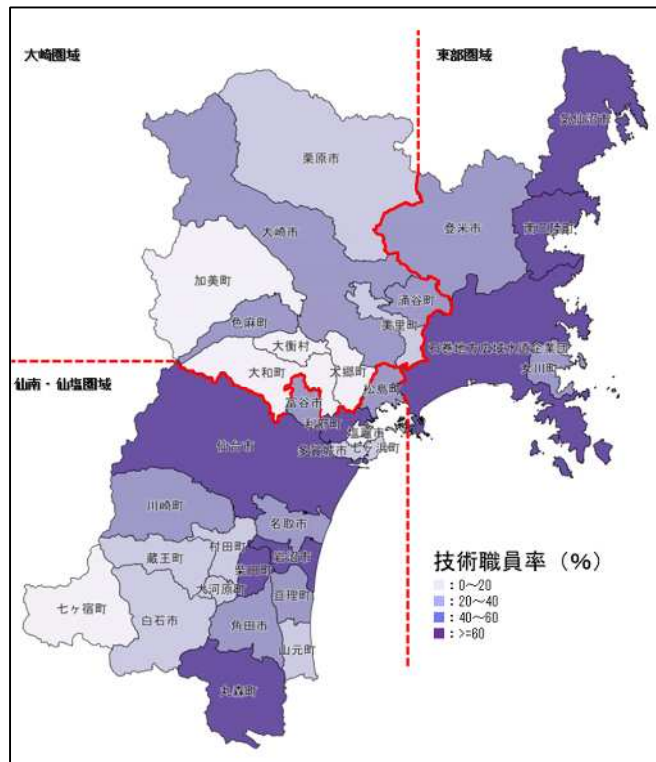 大崎圏域
東部圏域
気仙沼市
栗原市
登米市
南三陸町
大崎市
加美町
涌谷町
色麻町
美里町
石巻地方広域水道企業団
大衡村
女川町
大和町
大郷町
松島町
仙南・仙塩圏域
富谷市
利府町
塩竈市
仙台市
多賀城市
七ヶ浜町
川崎町
名取市
村田町
岩沼市
蔵王町
柴田町
大河原町
亘理町
七ヶ宿町
白石市
角田市
山元町
丸森町
技術職員率（%）
：0～20
：20～40
：40～60
：>=60